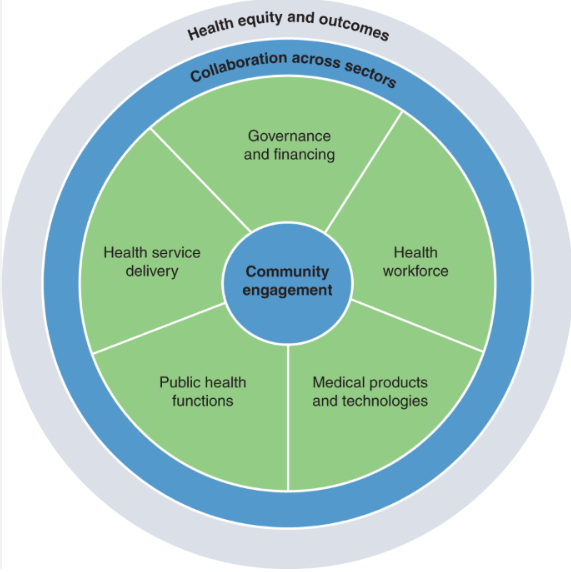 Health equity and outcomes
Collaboration across sectors
Governance
and financing
Health service
delivery
Community
engagement
Health
workforce
Public health
functions
Medical products
and technologies